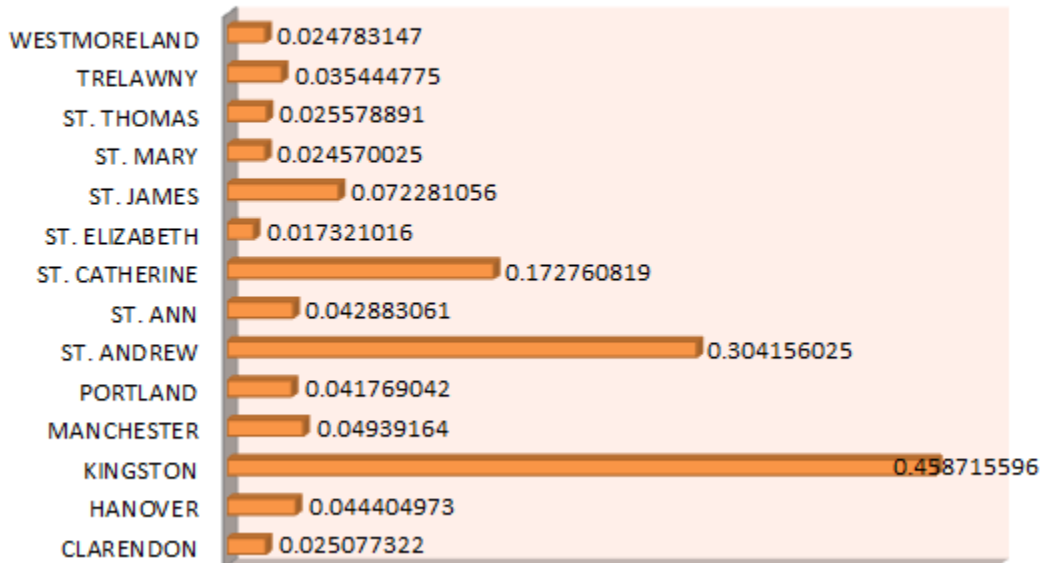 WESTMORELAND 0.024783147
TRELAWNY 0.035444775
ST. THOMAS 0.025578891
ST. MARY 0.024570025
ST. JAMES 0.072281056
ST. ELIZABETH 0.017321016
ST. CATHERINE 0.172760819
ST. ANN 0.042883061
ST. ANDREW 0.304156025
PORTLAND 0.041769042
MANCHESTER 0.04939164
KINGSTON 0.458715596
HANOVER 0.044404973
CLARENDON 0.025077322